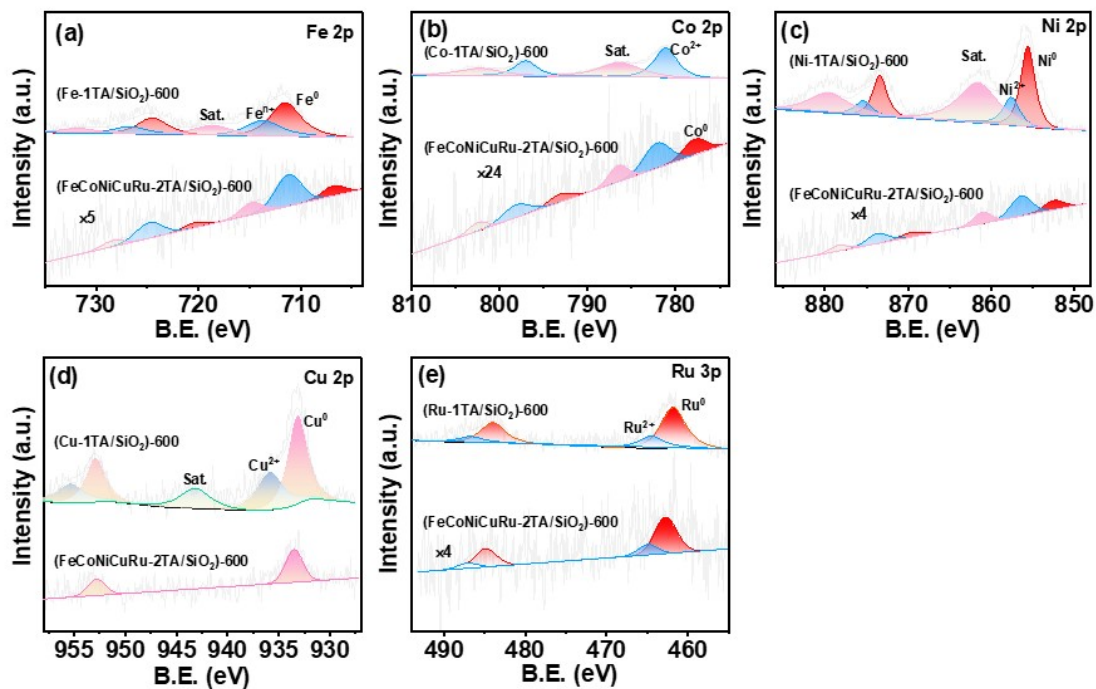 (a) Fe 2p
(Fe-1TA/SiO₂)-600
Sat. Feⁿ⁺ Fe⁰
(FeCoNiCuRu-2TA/SiO₂)-600
×5
Intensity (a.u.)
730 720 710
B.E. (eV)
(b) Co 2p
(Co-1TA/SiO₂)-600 Sat. Co²⁺
(FeCoNiCuRu-2TA/SiO₂)-600 Co⁰
×24
Intensity (a.u.)
810 800 790 780
B.E. (eV)
(c) Ni 2p
(Ni-1TA/SiO₂)-600 Sat. Ni²⁺ Ni⁰
(FeCoNiCuRu-2TA/SiO₂)-600
×4
Intensity (a.u.)
880 870 860 850
B.E. (eV)
(d) Cu 2p
(Cu-1TA/SiO₂)-600 Cu⁰
Sat. Cu²⁺
(FeCoNiCuRu-2TA/SiO₂)-600
Intensity (a.u.)
955 950 945 940 935 930
B.E. (eV)
(e) Ru 3p
(Ru-1TA/SiO₂)-600 Ru²⁺ Ru⁰
(FeCoNiCuRu-2TA/SiO₂)-600
×4
Intensity (a.u.)
490 480 470 460
B.E. (eV)